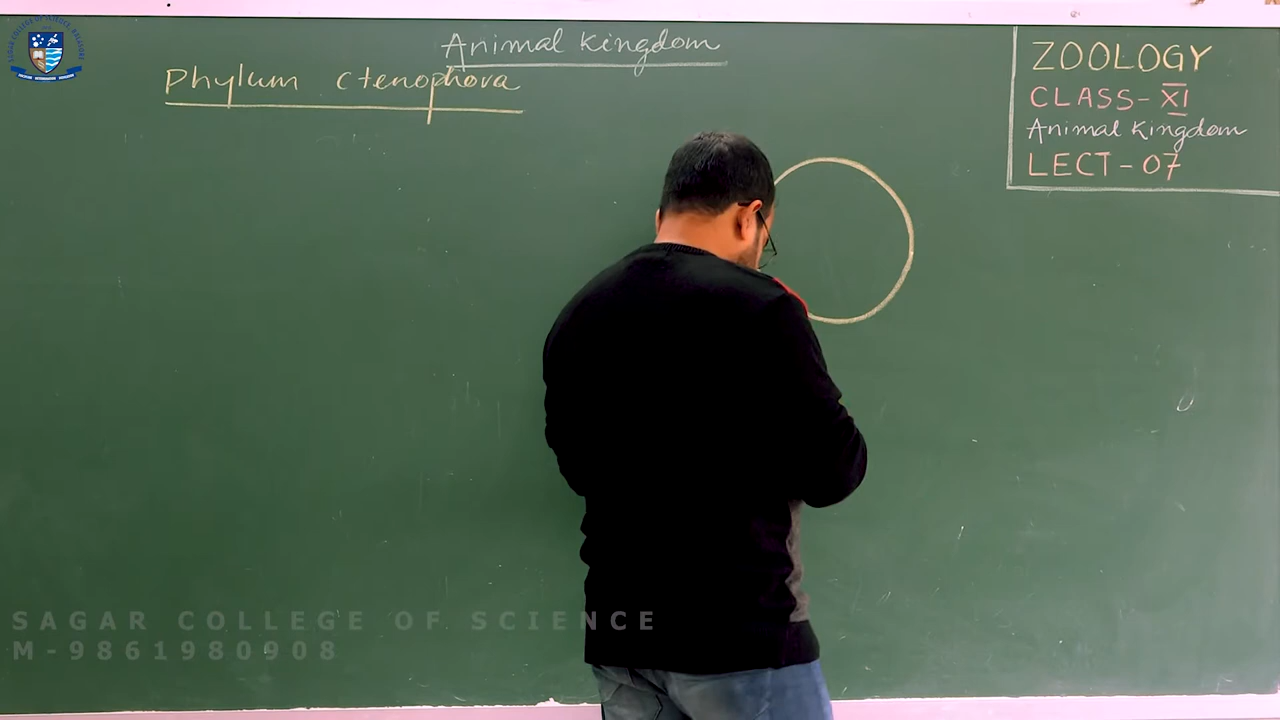 Animal Kingdom
Phylum ctenophora
ZOOLOGY
CLASS- XI
Animal Kingdom
LECT-07
SAGAR COLLEGE OF SCIENCE
M-9861980908